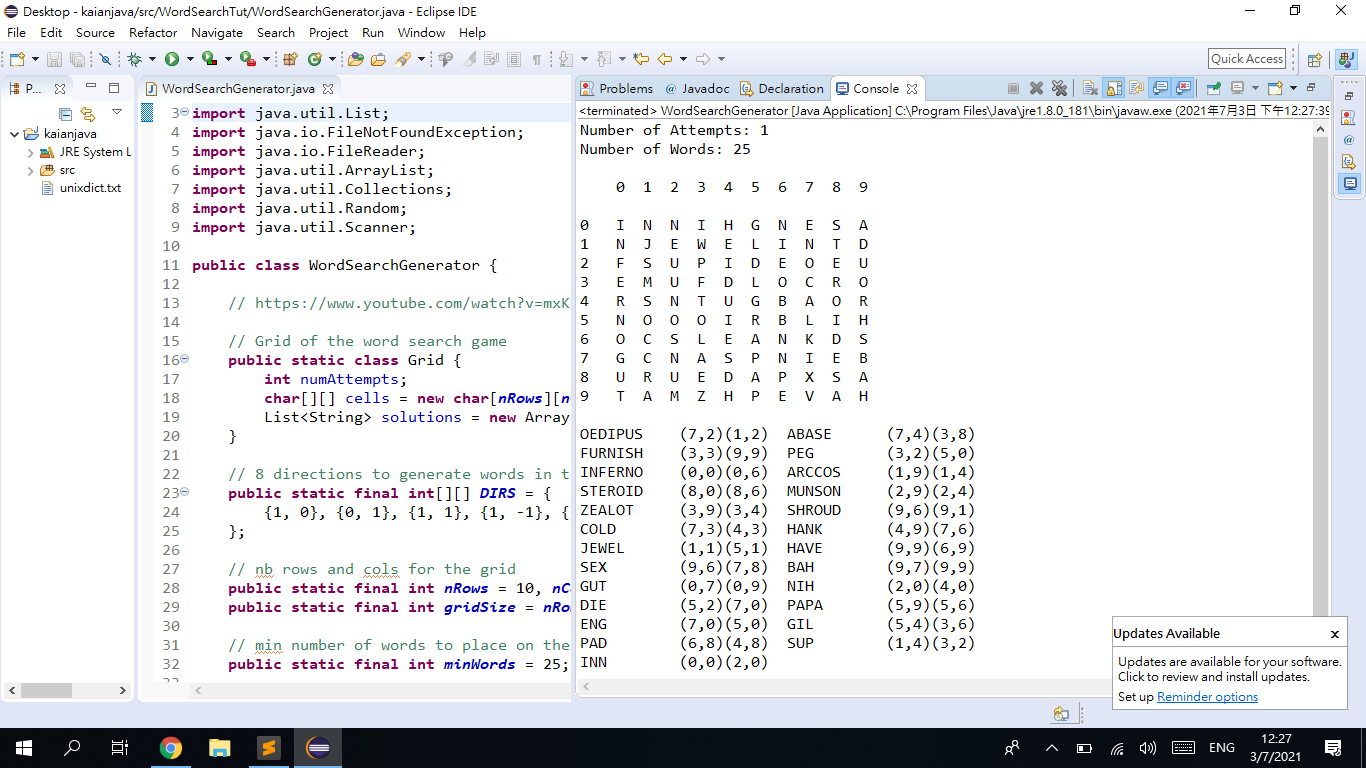 Desktop - kaianjava/src/WordSearchTut/WordSearchGenerator.java - Eclipse IDE
File Edit Source Refactor Navigate Search Project Run Window Help
Quick Access
P...
kaianjava
JRE System L
src
unixdict.txt
WordSearchGenerator.java
3 import java.util.List;
4 import java.io.FileNotFoundException;
5 import java.io.FileReader;
6 import java.util.ArrayList;
7 import java.util.Collections;
8 import java.util.Random;
9 import java.util.Scanner;
10
11 public class WordSearchGenerator {
12
13 // https://www.youtube.com/watch?v=mxK
14
15 // Grid of the word search game
16 public static class Grid {
17 int numAttempts;
18 char[][] cells = new char[nRows][n
19 List<String> solutions = new Array
20 }
21
22 // 8 directions to generate words in t
23 public static final int[][] DIRS = {
24 {1, 0}, {0, 1}, {1, 1}, {1, -1}, {
25 };
26
27 // nb rows and cols for the grid
28 public static final int nRows = 10, nC
29 public static final int gridSize = nRo
30
31 // min number of words to place on the
32 public static final int minWords = 25;
Problems @ Javadoc Declaration Console
<terminated> WordSearchGenerator [Java Application] C:\Program Files\Java\jre1.8.0_181\bin\javaw.exe (2021年7月3日 下午12:27:39
Number of Attempts: 1
Number of Words: 25
0 1 2 3 4 5 6 7 8 9
0 I N N I H G N E S A
1 N J E W E L I N T D
2 F S U P I D E O E U
3 E M U F D L O C R O
4 R S N T U G B A O R
5 N O O O I R B L I H
6 O C S L E A N K D S
7 G C N A S P N I E B
8 U R U E D A P X S A
9 T A M Z H P E V A H
OEDIPUS (7,2)(1,2) ABASE (7,4)(3,8)
FURNISH (3,3)(9,9) PEG (3,2)(5,0)
INFERNO (0,0)(0,6) ARCCOS (1,9)(1,4)
STEROID (8,0)(8,6) MUNSON (2,9)(2,4)
ZEALOT (3,9)(3,4) SHROUD (9,6)(9,1)
COLD (7,3)(4,3) HANK (4,9)(7,6)
JEWEL (1,1)(5,1) HAVE (9,9)(6,9)
SEX (9,6)(7,8) BAH (9,7)(9,9)
GUT (0,7)(0,9) NIH (2,0)(4,0)
DIE (5,2)(7,0) PAPA (5,9)(5,6)
ENG (7,0)(5,0) GIL (5,4)(3,6)
PAD (6,8)(4,8) SUP (1,4)(3,2)
INN (0,0)(2,0)
Updates Available
Updates are available for your software.
Click to review and install updates.
Set up Reminder options
ENG
12:27
3/7/2021